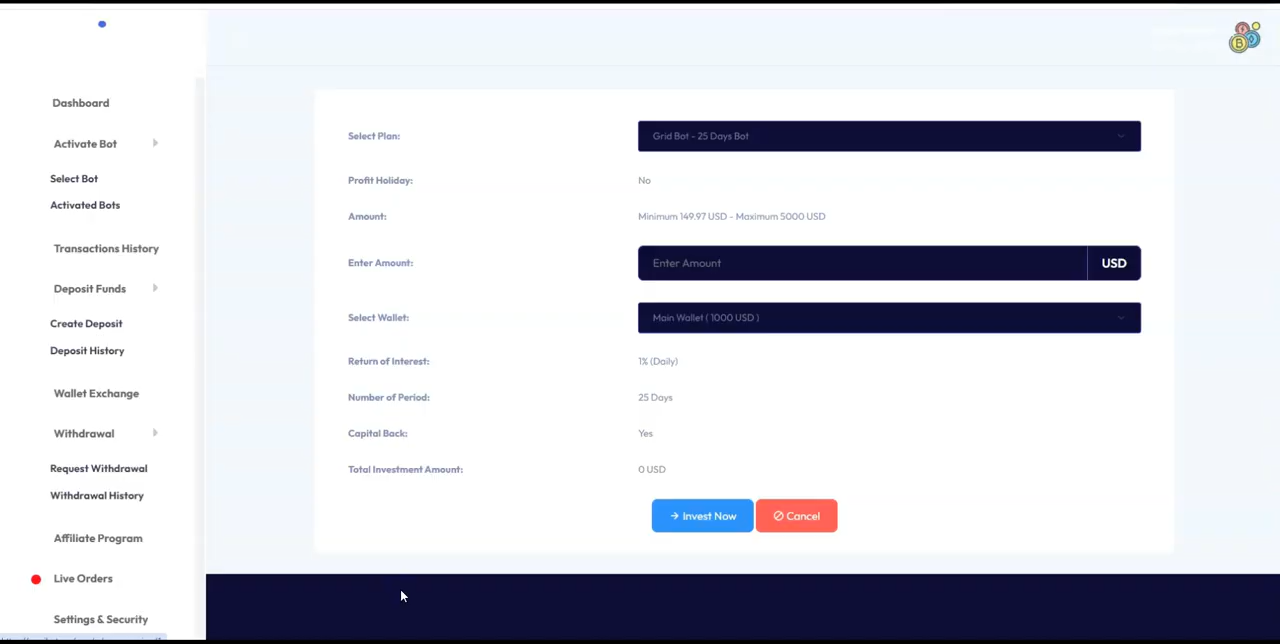 Dashboard
Activate Bot
Select Bot
Activated Bots
Transactions History
Deposit Funds
Create Deposit
Deposit History
Wallet Exchange
Withdrawal
Request Withdrawal
Withdrawal History
Affiliate Program
Live Orders
Settings & Security
Select Plan: Grid Bot - 25 Days Bot
Profit Holiday: No
Amount: Minimum 149.97 USD - Maximum 5000 USD
Enter Amount: Enter Amount USD
Select Wallet: Main Wallet ( 1000 USD )
Return of Interest: 1% (Daily)
Number of Period: 25 Days
Capital Back: Yes
Total Investment Amount: 0 USD
Invest Now Cancel